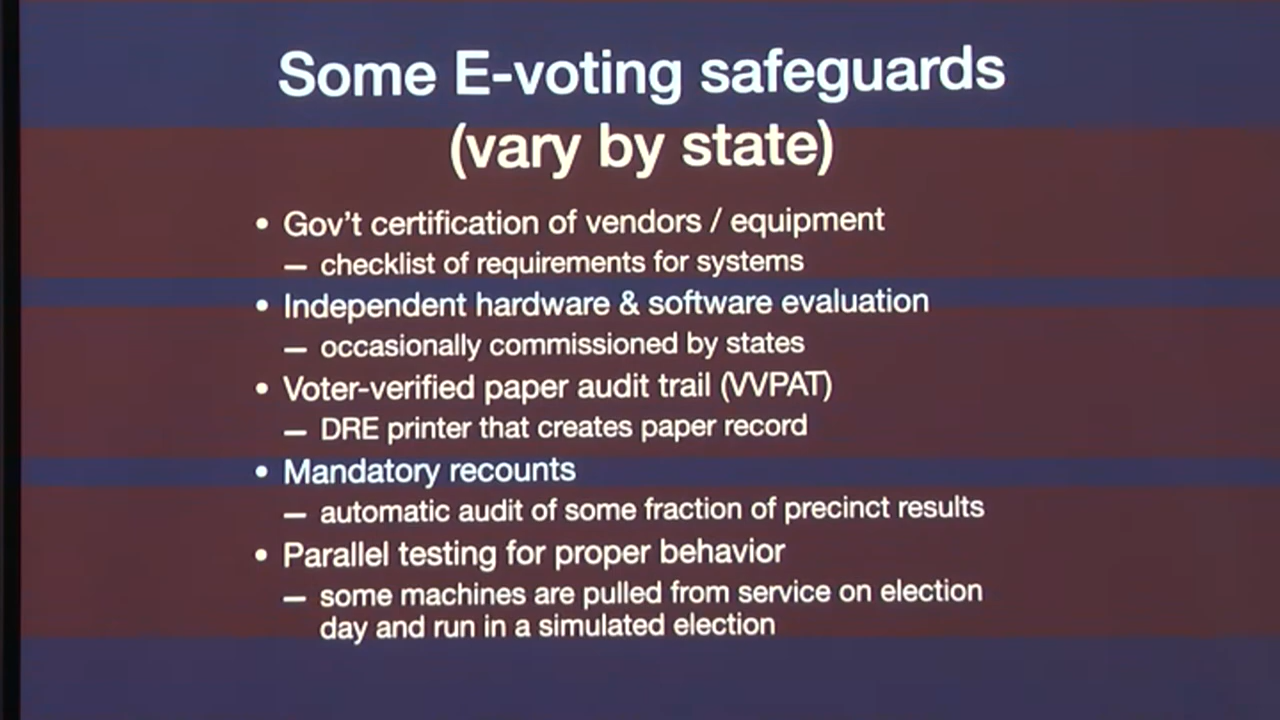 Some E-voting safeguards
(vary by state)
• Gov't certification of vendors / equipment
— checklist of requirements for systems
• Independent hardware & software evaluation
— occasionally commissioned by states
• Voter-verified paper audit trail (VVPAT)
— DRE printer that creates paper record
• Mandatory recounts
— automatic audit of some fraction of precinct results
• Parallel testing for proper behavior
— some machines are pulled from service on election
day and run in a simulated election